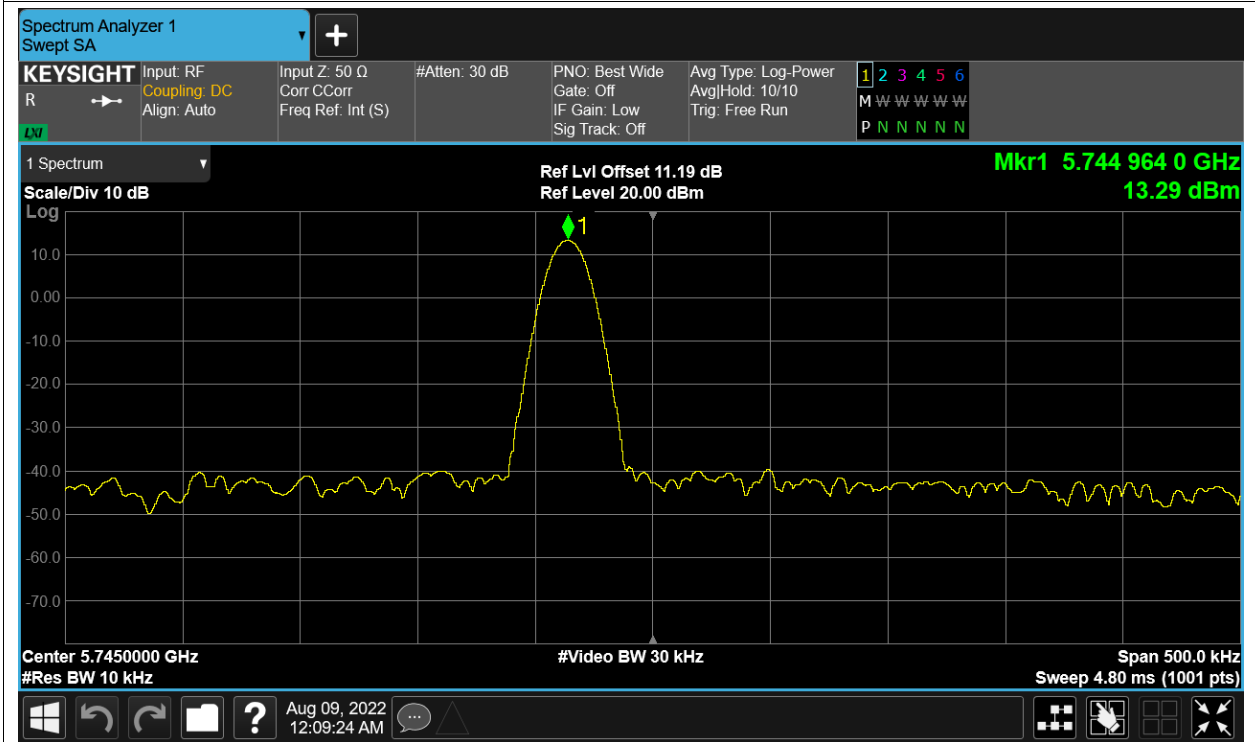 Spectrum Analyzer 1
Swept SA
+
KEYSIGHT Input: RF Input Z: 50 Ω #Atten: 30 dB PNO: Best Wide Avg Type: Log-Power 1 2 3 4 5 6
R Coupling: DC Corr CCorr Gate: Off Avg|Hold: 10/10 M W W W W W
Align: Auto Freq Ref: Int (S) IF Gain: Low Trig: Free Run
LXI Sig Track: Off P N N N N N
1 Spectrum Ref Lvl Offset 11.19 dB Mkr1 5.744 964 0 GHz
Scale/Div 10 dB Ref Level 20.00 dBm 13.29 dBm
Log
1
10.0
0.00
-10.0
-20.0
-30.0
-40.0
-50.0
-60.0
-70.0
Center 5.7450000 GHz #Video BW 30 kHz Span 500.0 kHz
#Res BW 10 kHz Sweep 4.80 ms (1001 pts)
? Aug 09, 2022
12:09:24 AM